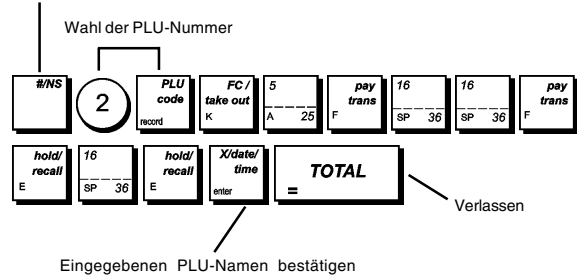 Wahl der PLU-Nummer
#/NS
2
PLU code record
FC / take out K
5 A 25
pay trans F
16 SP 36
16 SP 36
pay trans F
hold/ recall E
16 SP 36
hold/ recall E
X/date/ time enter
TOTAL =
Verlassen
Eingegebenen PLU-Namen bestätigen